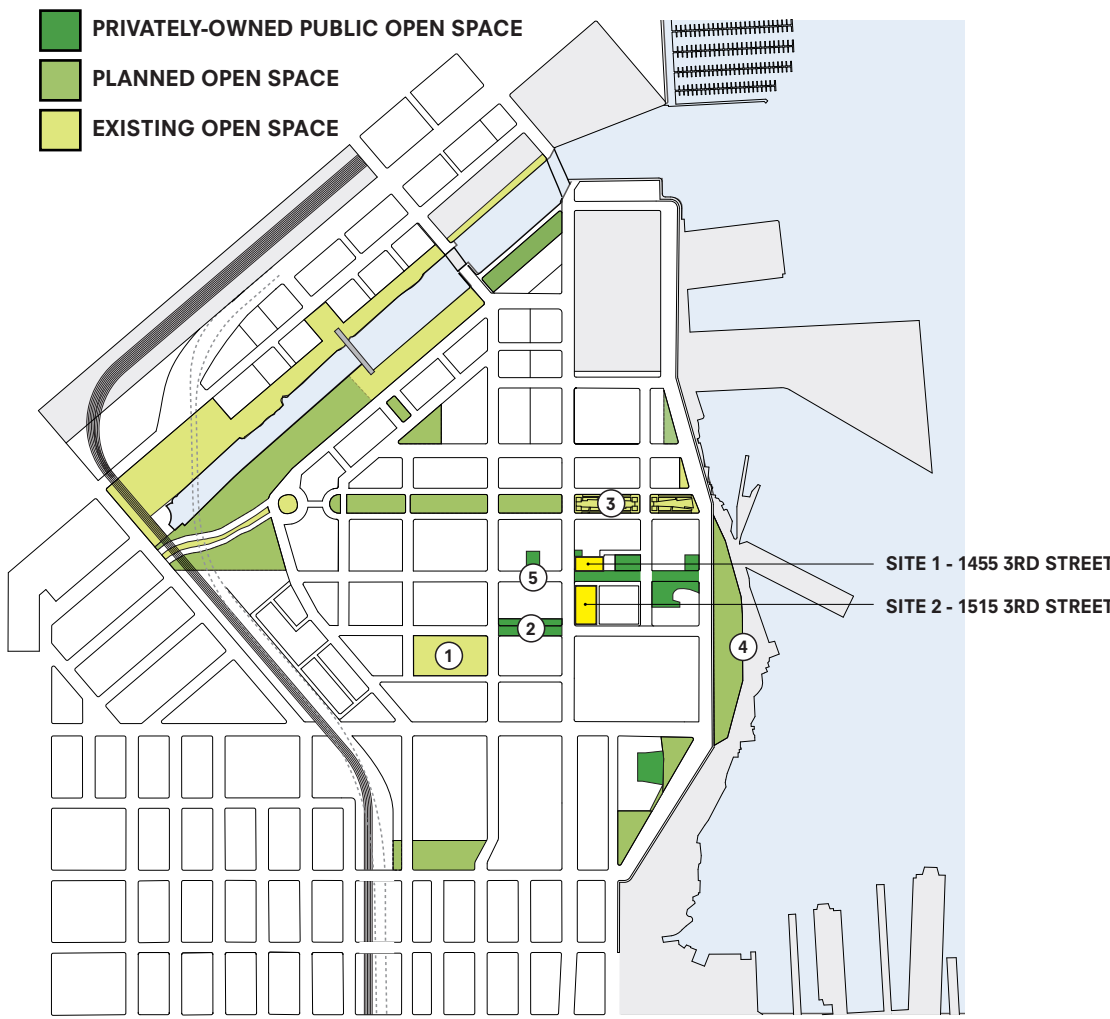 PRIVATELY-OWNED PUBLIC OPEN SPACE
PLANNED OPEN SPACE
EXISTING OPEN SPACE
3
SITE 1 - 1455 3RD STREET
5
SITE 2 - 1515 3RD STREET
2
4
1